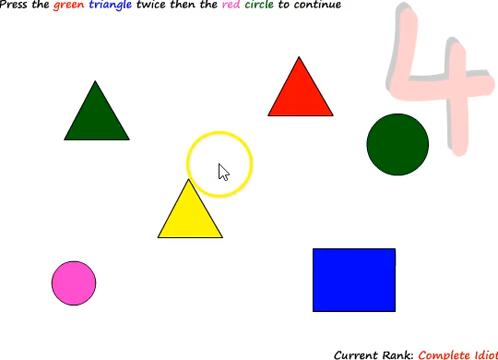 Press the green triangle twice then the red circle to continue
4
Current Rank: Complete Idiot